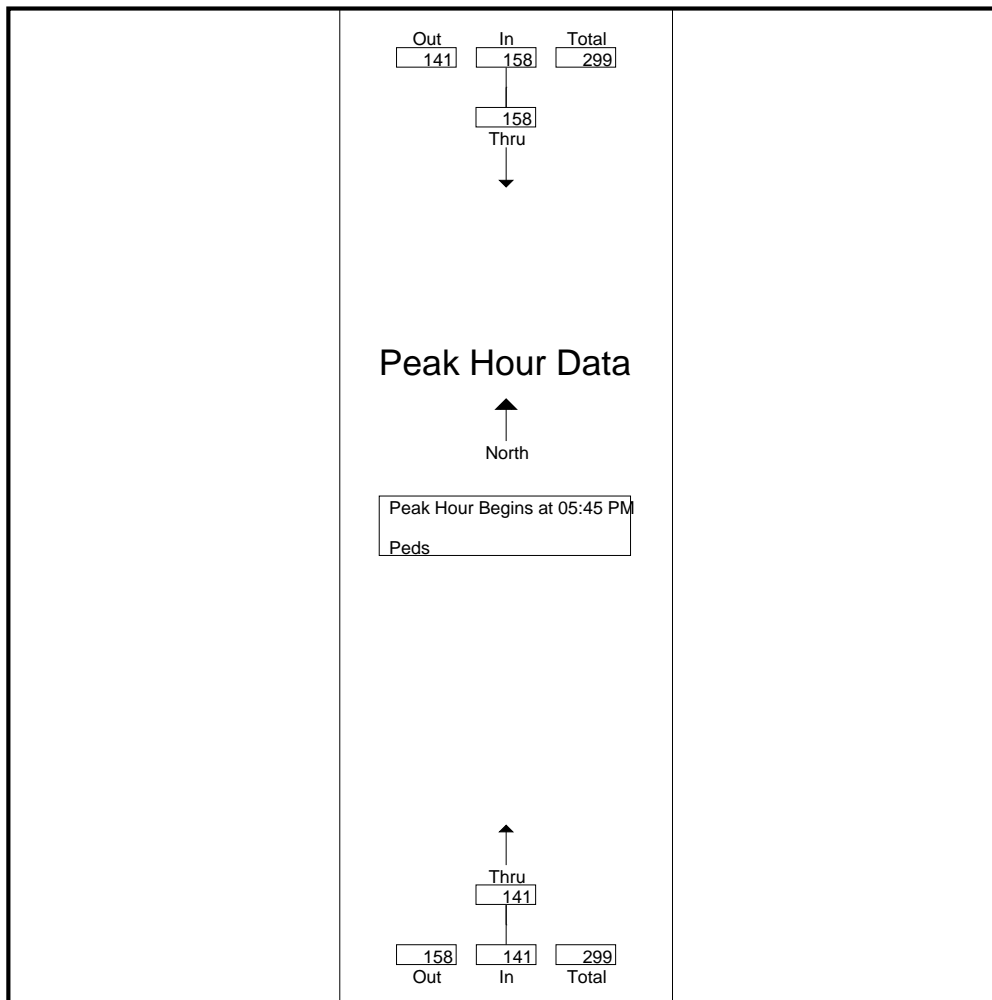 Out In Total
141 158 299
158
Thru
Peak Hour Data
North
Peak Hour Begins at 05:45 PM
Peds
Thru
141
158 141 299
Out In Total